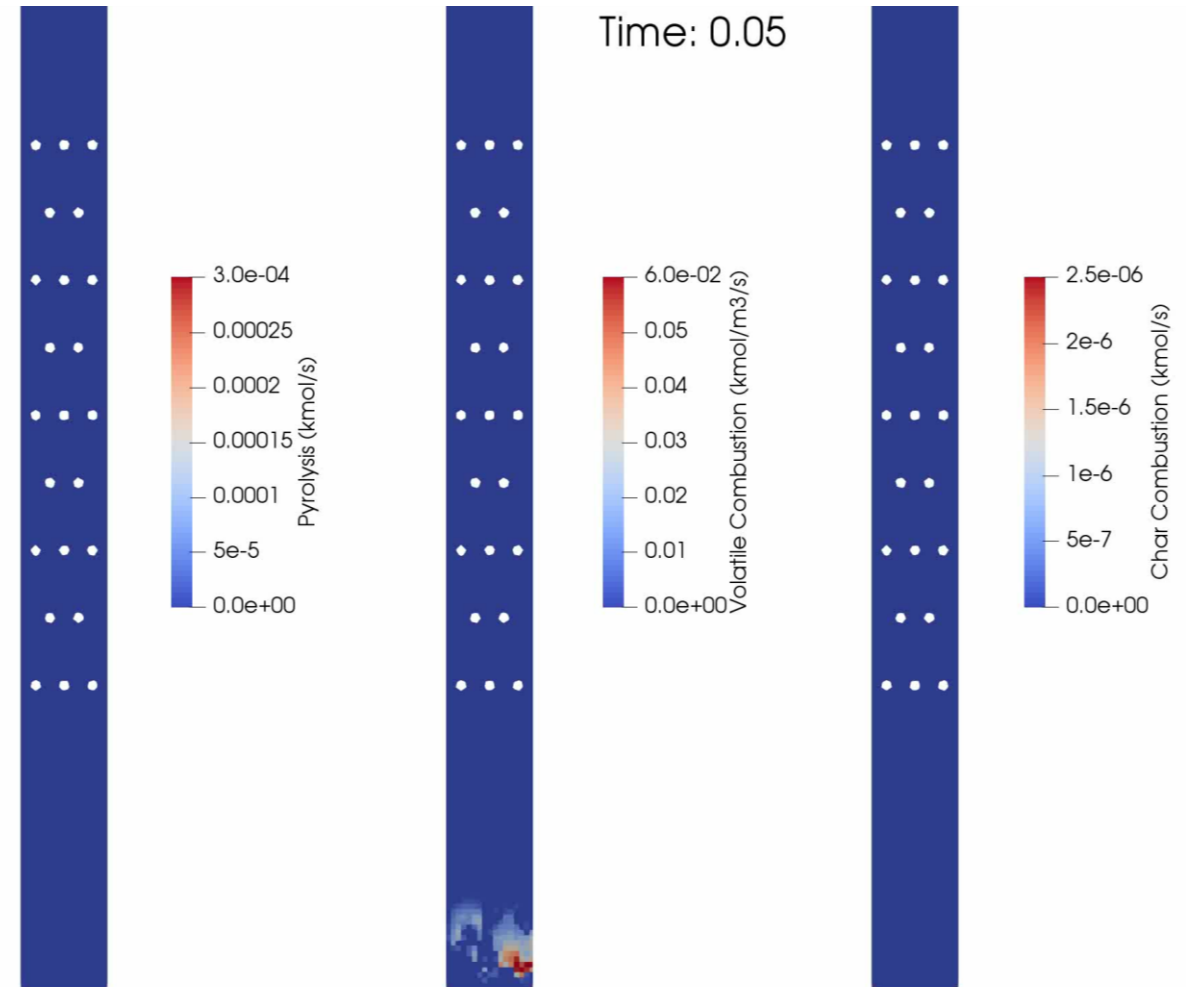 Time: 0.05
3.0e-04
0.00025
0.0002
0.00015
0.0001
5e-5
0.0e+00
Pyrolysis (kmol/s)
6.0e-02
0.05
0.04
0.03
0.02
0.01
0.0e+00
Volatile Combustion (kmol/m3/s)
2.5e-06
2e-6
1.5e-6
1e-6
5e-7
0.0e+00
Char Combustion (kmol/s)